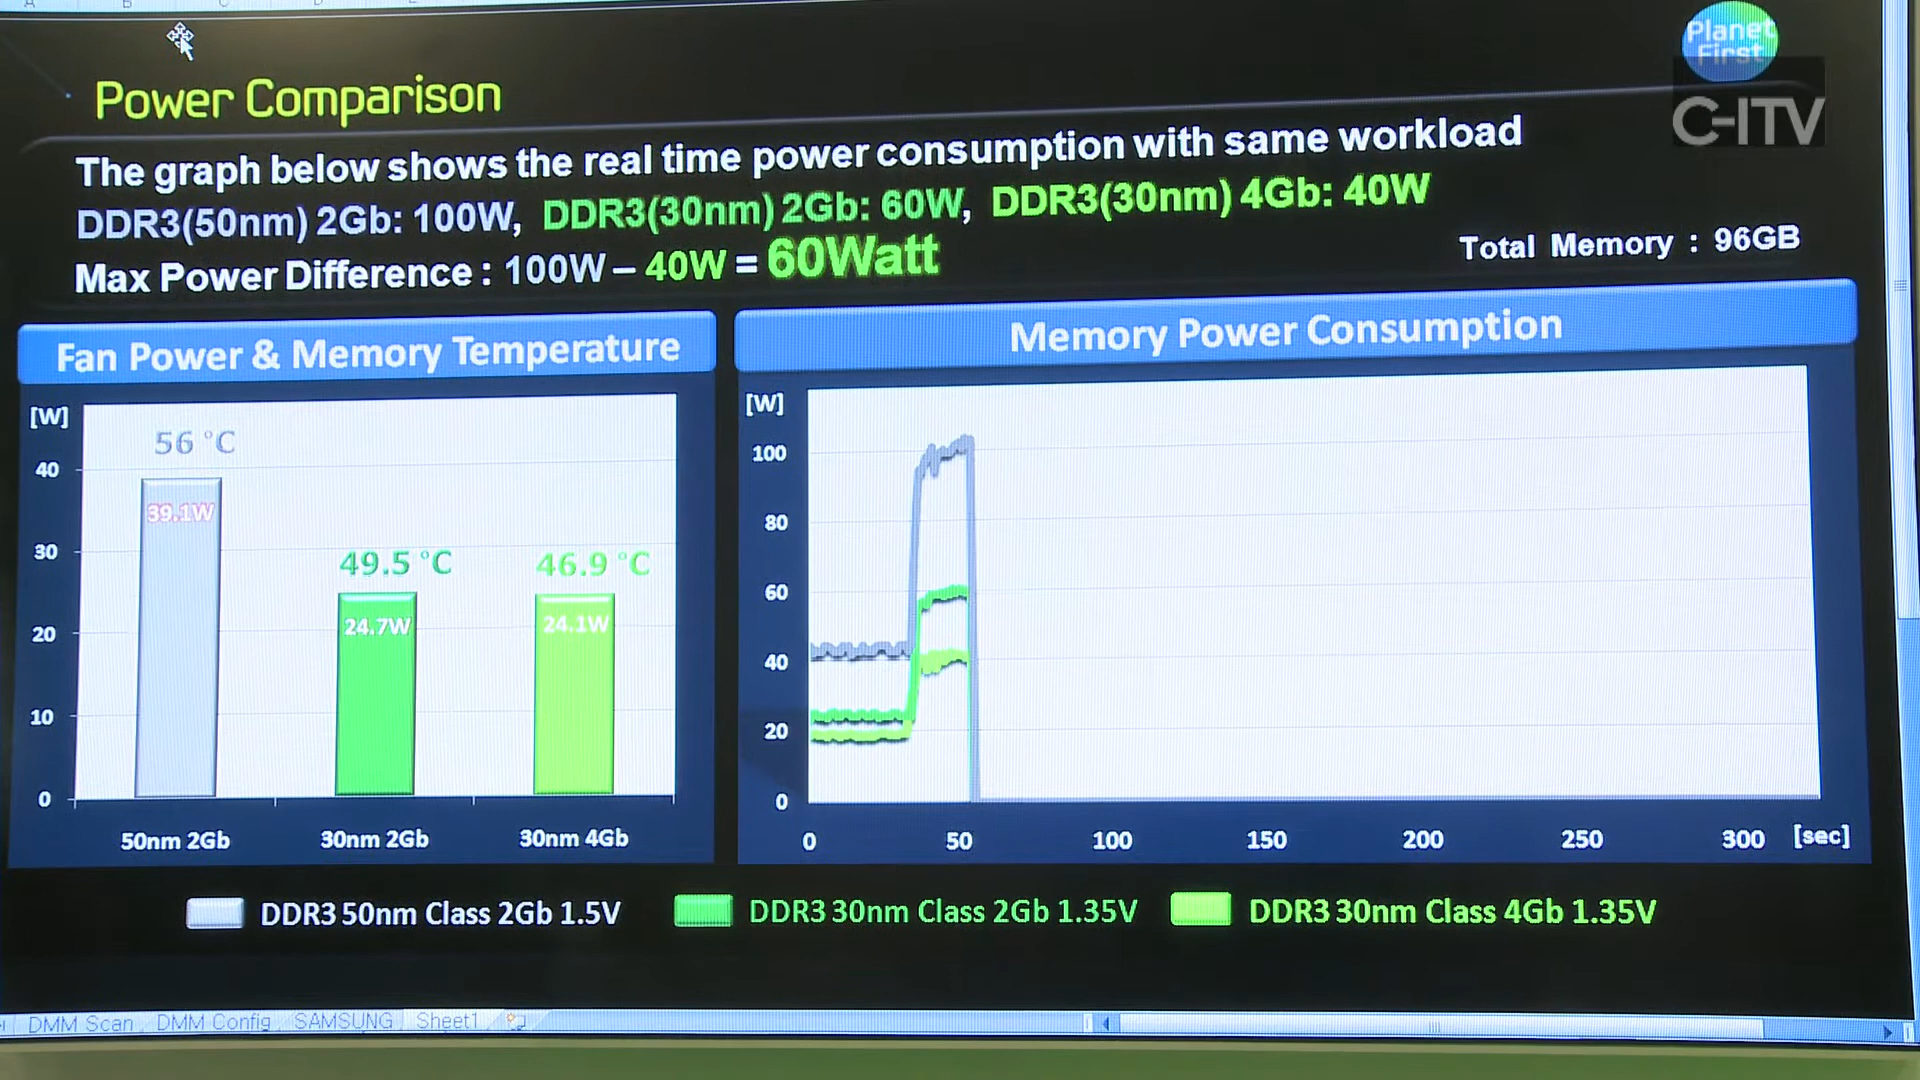 A B C D E
Planet
First
C-ITV
Power Comparison
The graph below shows the real time power consumption with same workload
DDR3(50nm) 2Gb: 100W, DDR3(30nm) 2Gb: 60W, DDR3(30nm) 4Gb: 40W
Max Power Difference : 100W – 40W = 60Watt
Total Memory : 96GB
Fan Power & Memory Temperature
[W]
40
30
20
10
0
56 °C
39.1W
49.5 °C
24.7W
46.9 °C
24.1W
50nm 2Gb 30nm 2Gb 30nm 4Gb
Memory Power Consumption
[W]
100
80
60
40
20
0
0 50 100 150 200 250 300 [sec]
DDR3 50nm Class 2Gb 1.5V DDR3 30nm Class 2Gb 1.35V DDR3 30nm Class 4Gb 1.35V
DMM Scan DMM Config SAMSUNG Sheet1